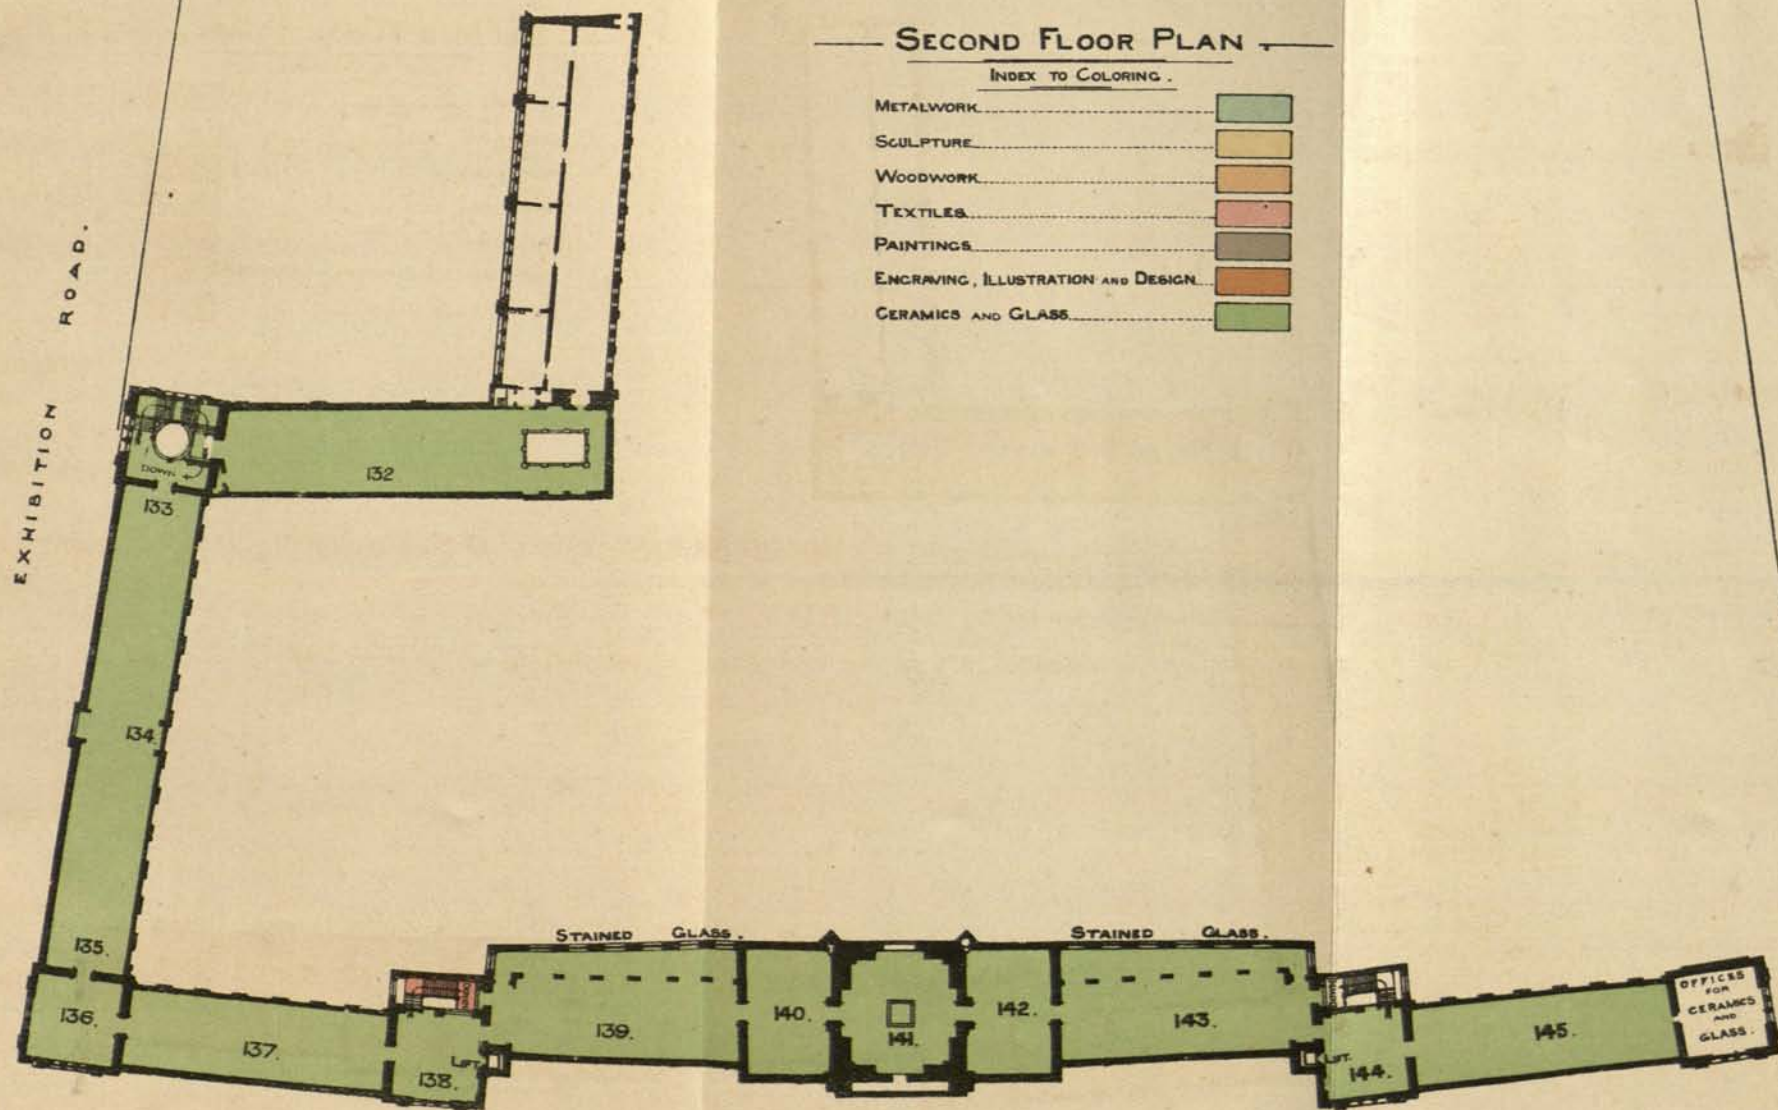 SECOND FLOOR PLAN.
INDEX TO COLORING.
METALWORK
SCULPTURE
WOODWORK
TEXTILES
PAINTINGS
ENGRAVING, ILLUSTRATION AND DESIGN
CERAMICS AND GLASS
EXHIBITION ROAD.
DOWN
132
133.
134.
135.
136.
137.
138.
LIFT.
STAINED GLASS.
139.
140.
141.
142.
STAINED GLASS.
143.
LIFT.
144.
145.
OFFICES
FOR
CERAMICS
AND
GLASS.